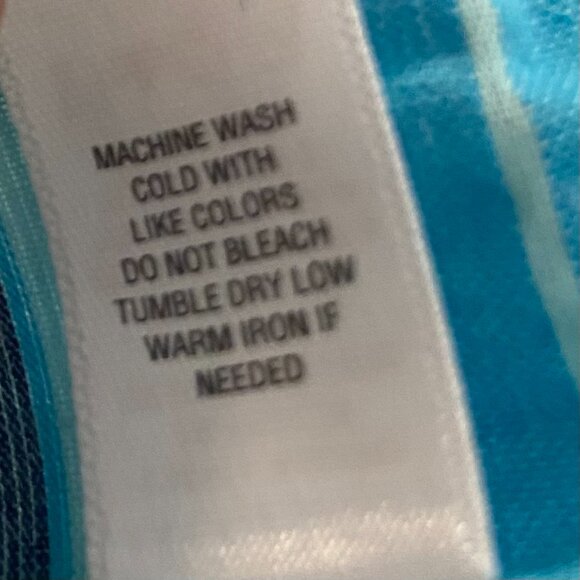 MACHINE WASH
COLD WITH
LIKE COLORS
DO NOT BLEACH
TUMBLE DRY LOW
WARM IRON IF
NEEDED